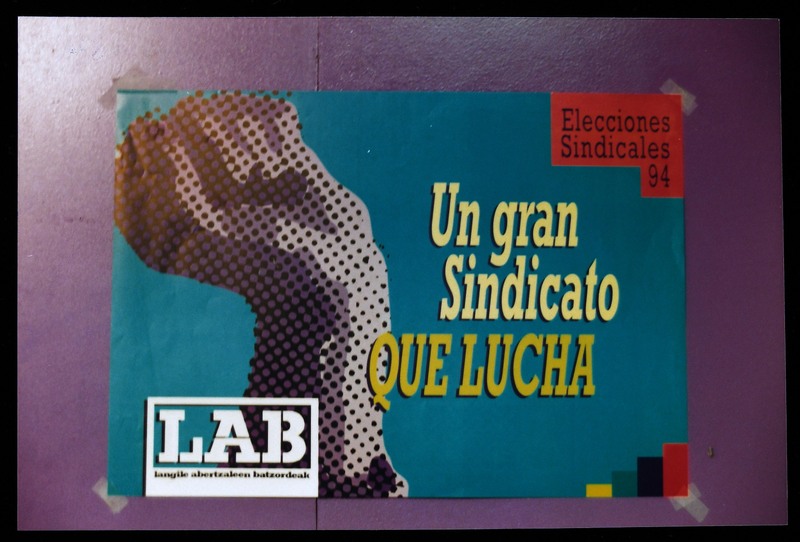 Elecciones
Sindicales
94
Un gran
Sindicato
QUE LUCHA
LAB
langile abertzaleen batzordeak